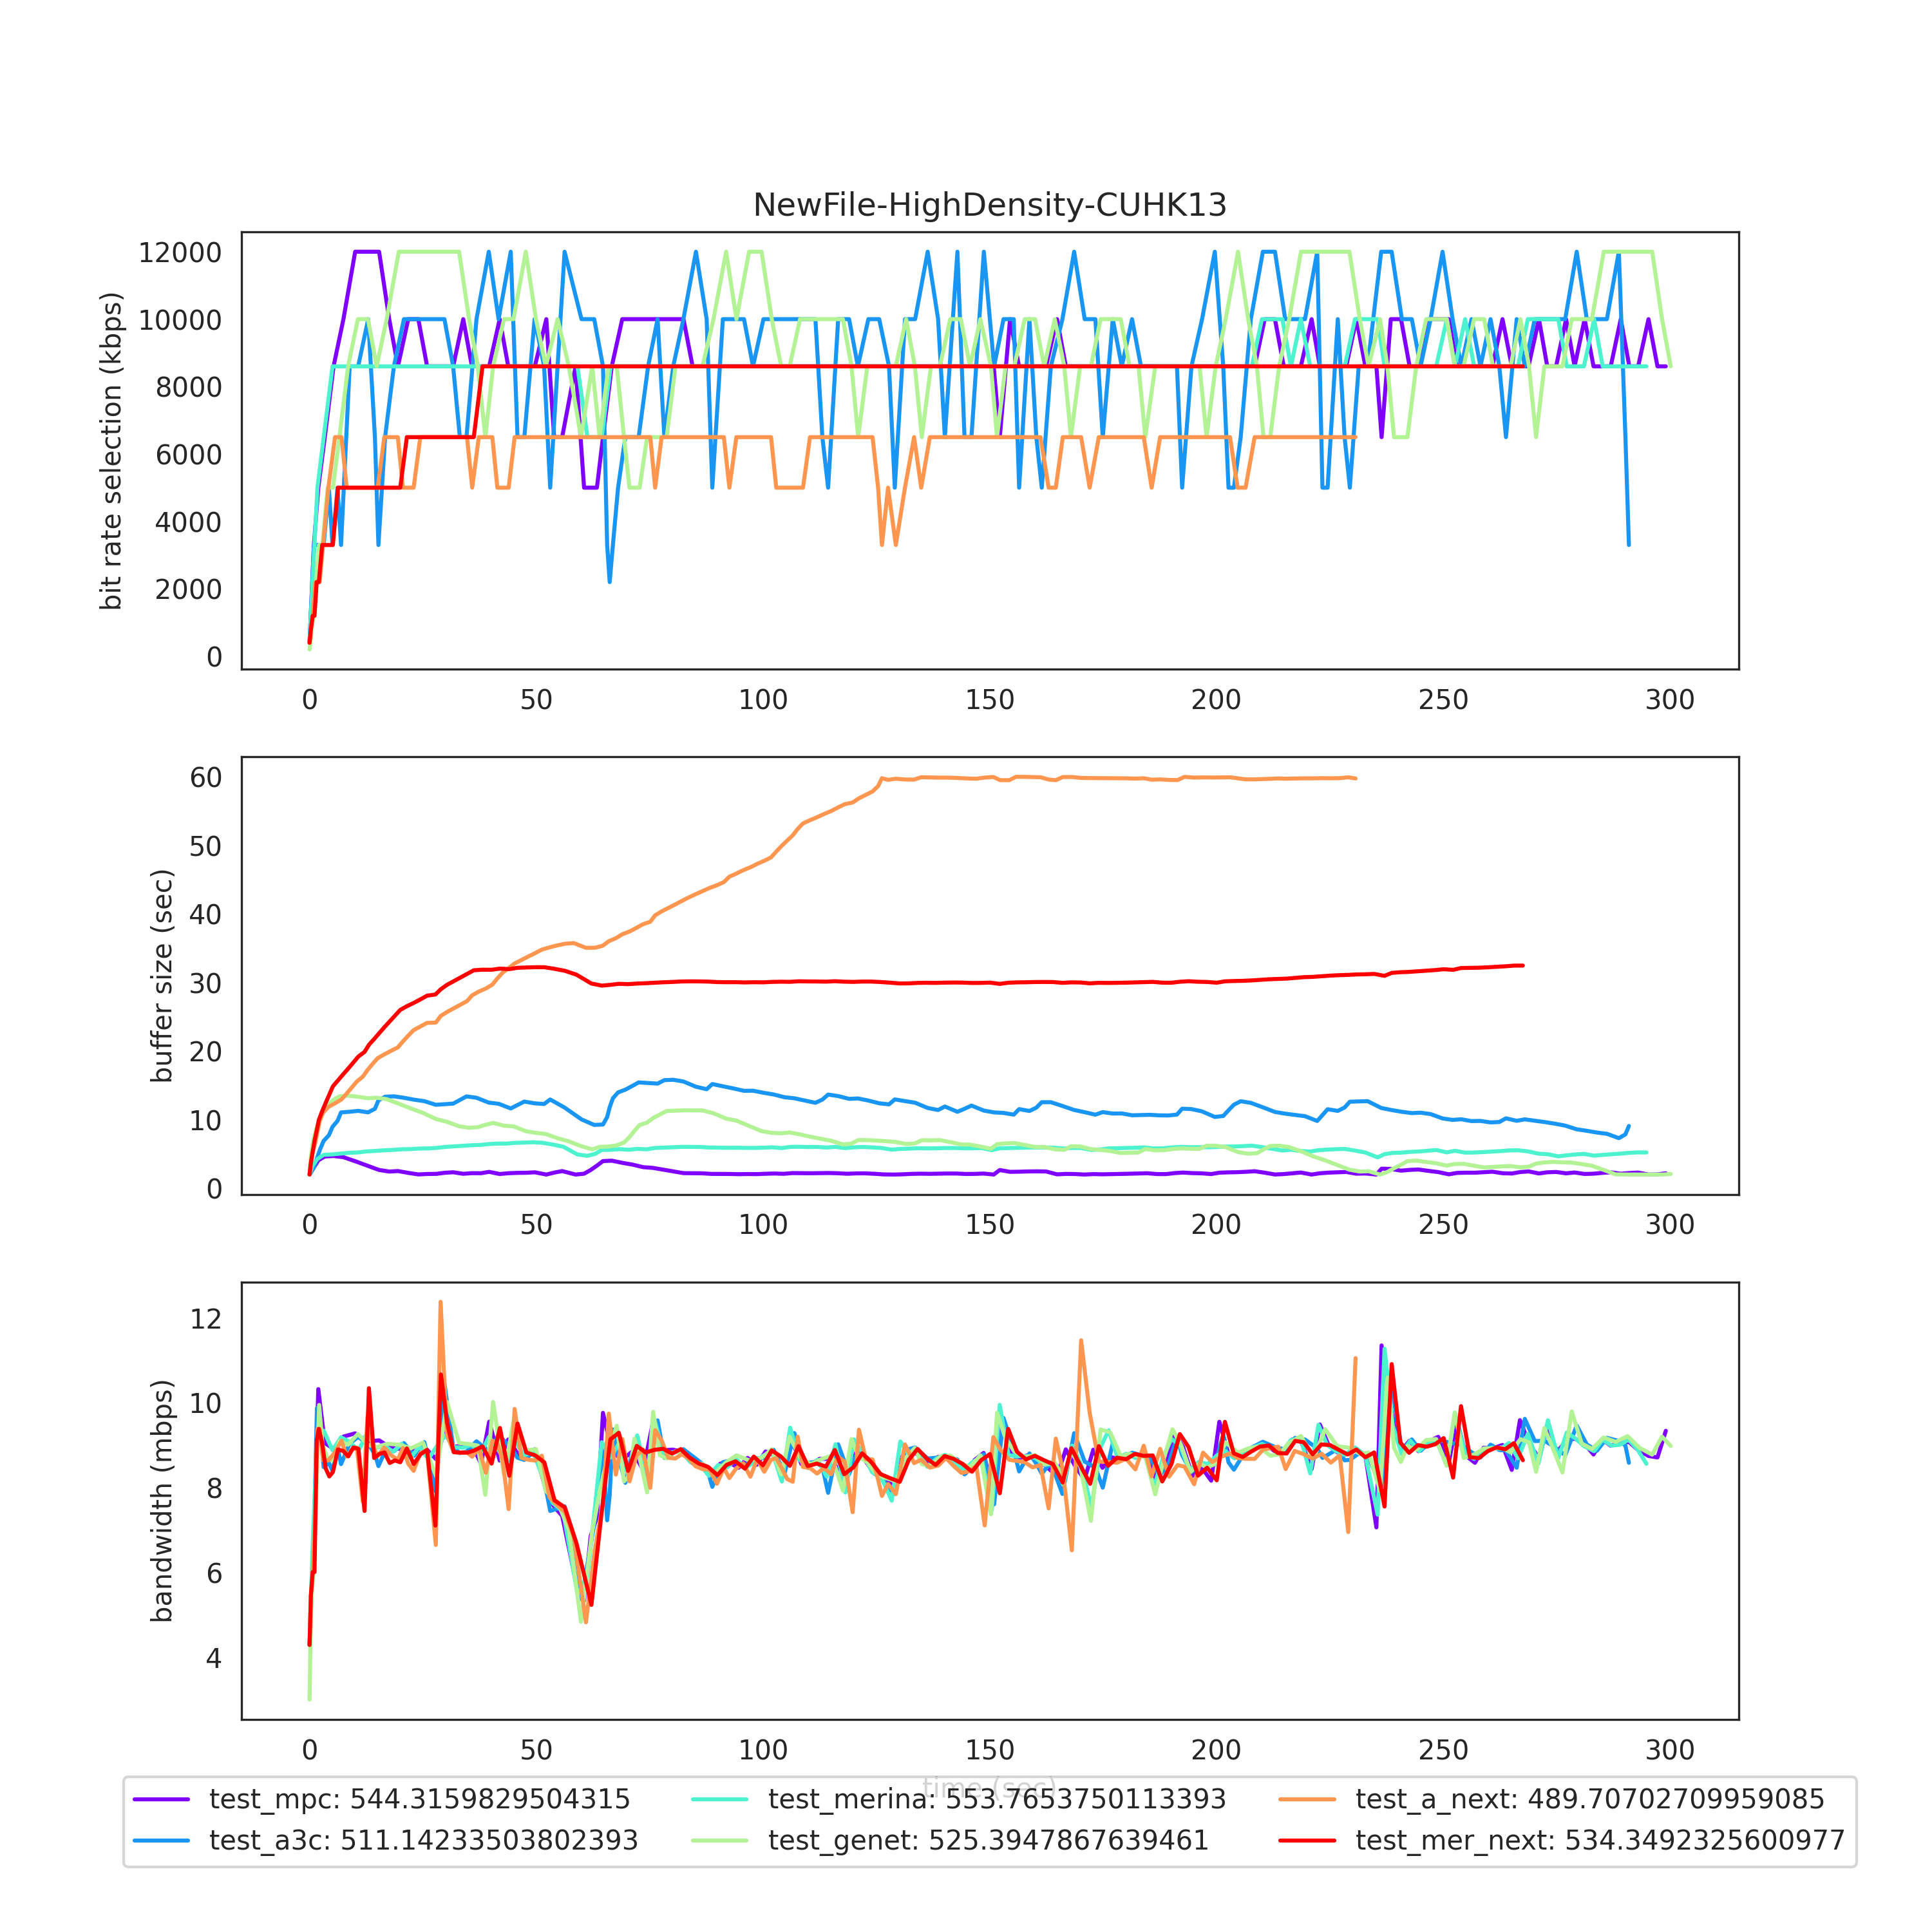 NewFile-HighDensity-CUHK13
bit rate selection (kbps)
12000
10000
8000
6000
4000
2000
0
0 50 100 150 200 250 300
buffer size (sec)
60
50
40
30
20
10
0
0 50 100 150 200 250 300
bandwidth (mbps)
12
10
8
6
4
0 50 100 150 200 250 300
time (sec)
test_mpc: 544.3159829504315 test_merina: 553.7653750113393 test_a_next: 489.70702709959085
test_a3c: 511.14233503802393 test_genet: 525.3947867639461 test_mer_next: 534.3492325600977